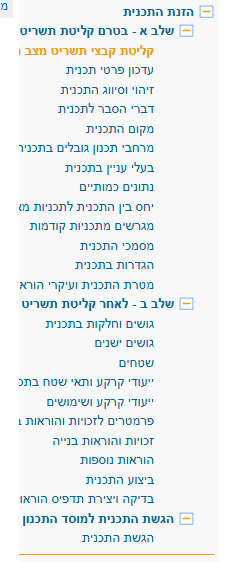 הזנת התכנית
שלב א - בטרם קליטת תשריט
קליטת קבצי תשריט מצב
עדכון פרטי תכנית
זיהוי וסיווג התכנית
דברי הסבר לתכנית
מקום התכנית
מרחבי תכנון גובלים בתכנית
בעלי עניין בתכנית
נתונים כמותיים
יחס בין התכנית לתכניות
מגרשים מתכניות קודמות
מסמכי התכנית
הגדרות בתכנית
מטרת התכנית ועיקרי הורא
שלב ב - לאחר קליטת תשריט
גושים וחלקות בתכנית
גושים ישנים
שטחים
ייעודי קרקע ותאי שטח בתכ
ייעודי קרקע ושימושים
פרמטרים לזכויות והוראות
זכויות והוראות בנייה
הוראות נוספות
ביצוע התכנית
בדיקה ויצירת תדפיס הוראו
הגשת התכנית למוסד התכנון
הגשת התכנית